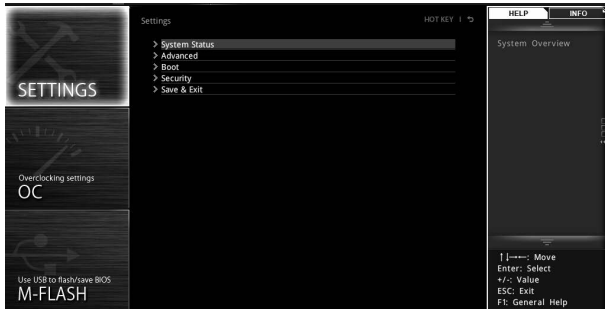 Settings
HOT KEY |
HELP
INFO
> System Status
> Advanced
> Boot
> Security
> Save & Exit
System Overview
SETTINGS
Overclocking settings
OC
Use USB to flash/save BIOS
M-FLASH
↑↓→←: Move
Enter: Select
+/-: Value
ESC: Exit
F1: General Help